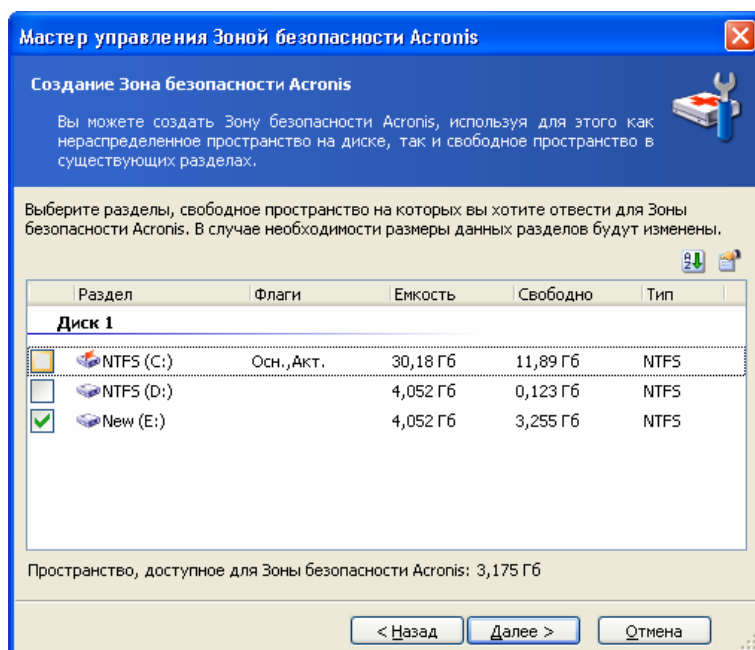 Мастер управления Зоной безопасности Acronis
Создание Зона безопасности Acronis
Вы можете создать Зону безопасности Acronis, используя для этого как
нераспределенное пространство на диске, так и свободное пространство в
существующих разделах.
Выберите разделы, свободное пространство на которых вы хотите отвести для Зоны
безопасности Acronis. В случае необходимости размеры данных разделов будут изменены.
Раздел Флаги Емкость Свободно Тип
Диск 1
NTFS (C:) Осн.,Акт. 30,18 Гб 11,89 Гб NTFS
NTFS (D:) 4,052 Гб 0,123 Гб NTFS
New (E:) 4,052 Гб 3,255 Гб NTFS
Пространство, доступное для Зоны безопасности Acronis: 3,175 Гб
< Назад Далее > Отмена